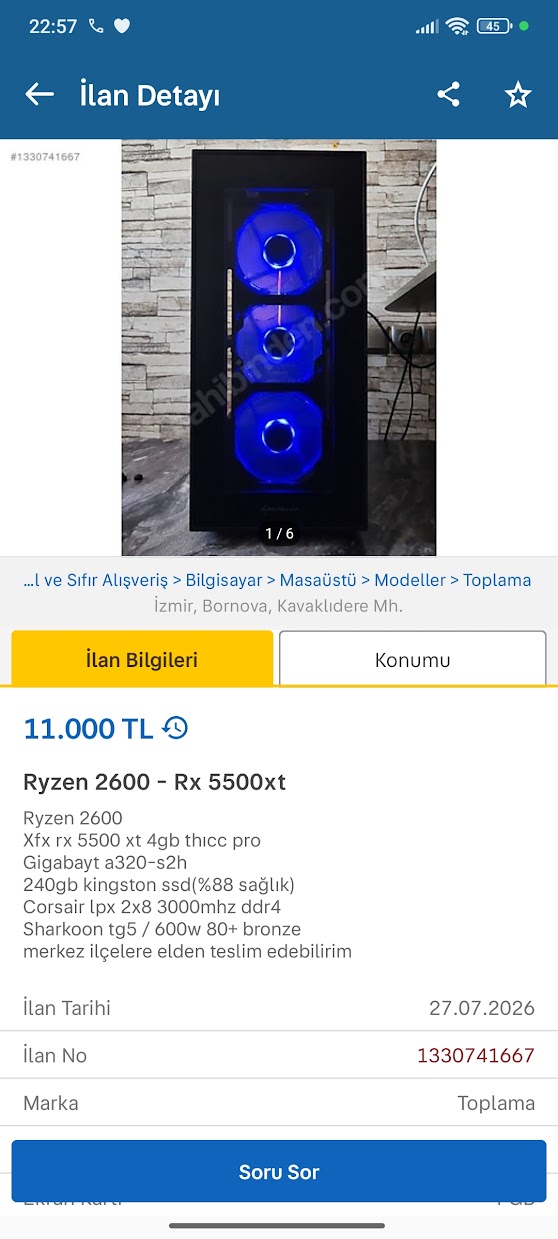 22:57
45
İlan Detayı
#1330741667
sahibinden.com
1 / 6
...l ve Sıfır Alışveriş > Bilgisayar > Masaüstü > Modeller > Toplama
İzmir, Bornova, Kavaklıdere Mh.
İlan Bilgileri
Konumu
11.000 TL
Ryzen 2600 - Rx 5500xt
Ryzen 2600
Xfx rx 5500 xt 4gb thıcc pro
Gigabayt a320-s2h
240gb kingston ssd(%88 sağlık)
Corsair lpx 2x8 3000mhz ddr4
Sharkoon tg5 / 600w 80+ bronze
merkez ilçelere elden teslim edebilirim
İlan Tarihi 27.07.2026
İlan No 1330741667
Marka Toplama
Soru Sor